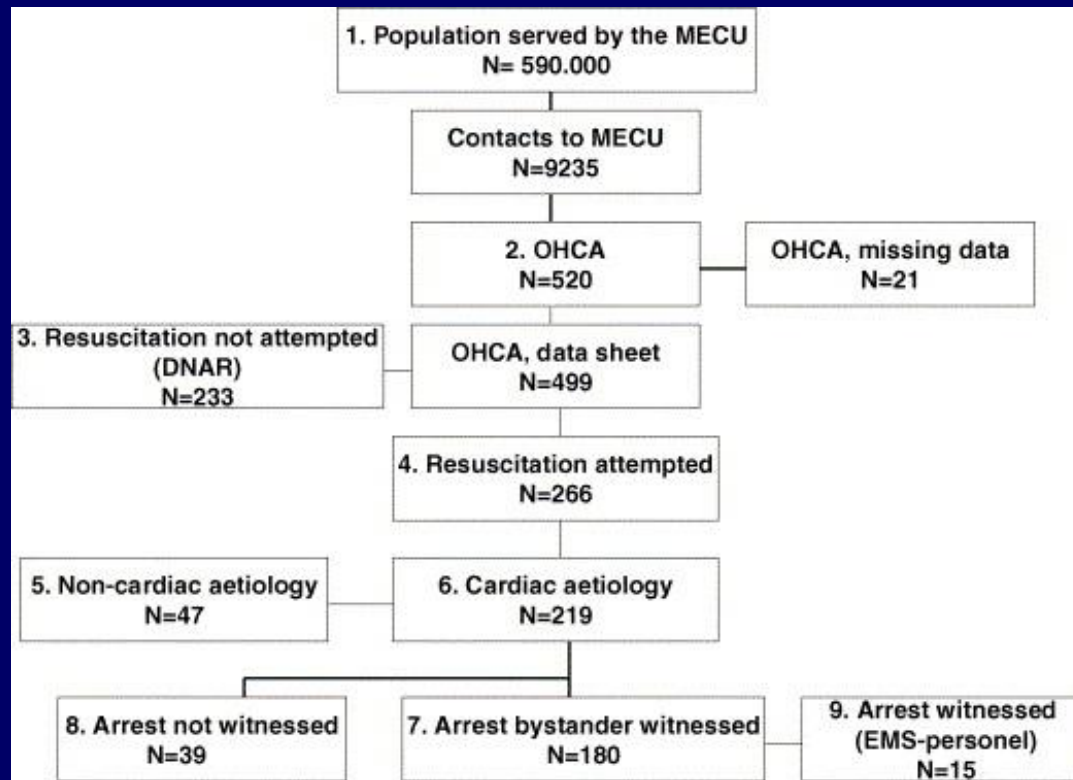 1. Population served by the MECU
N= 590.000
Contacts to MECU
N=9235
2. OHCA
N=520
OHCA, missing data
N=21
3. Resuscitation not attempted
(DNAR)
N=233
OHCA, data sheet
N=499
4. Resuscitation attempted
N=266
5. Non-cardiac aetiology
N=47
6. Cardiac aetiology
N=219
8. Arrest not witnessed
N=39
7. Arrest bystander witnessed
N=180
9. Arrest witnessed
(EMS-personel)
N=15